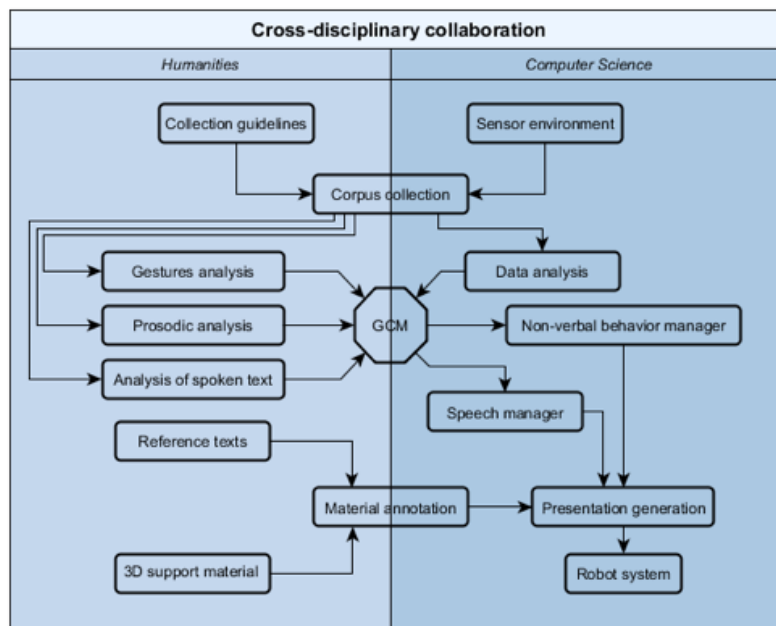 Cross-disciplinary collaboration
Humanities
Computer Science
Collection guidelines
Sensor environment
Corpus collection
Gestures analysis
Data analysis
Prosodic analysis
GCM
Non-verbal behavior manager
Analysis of spoken text
Speech manager
Reference texts
Material annotation
Presentation generation
3D support material
Robot system